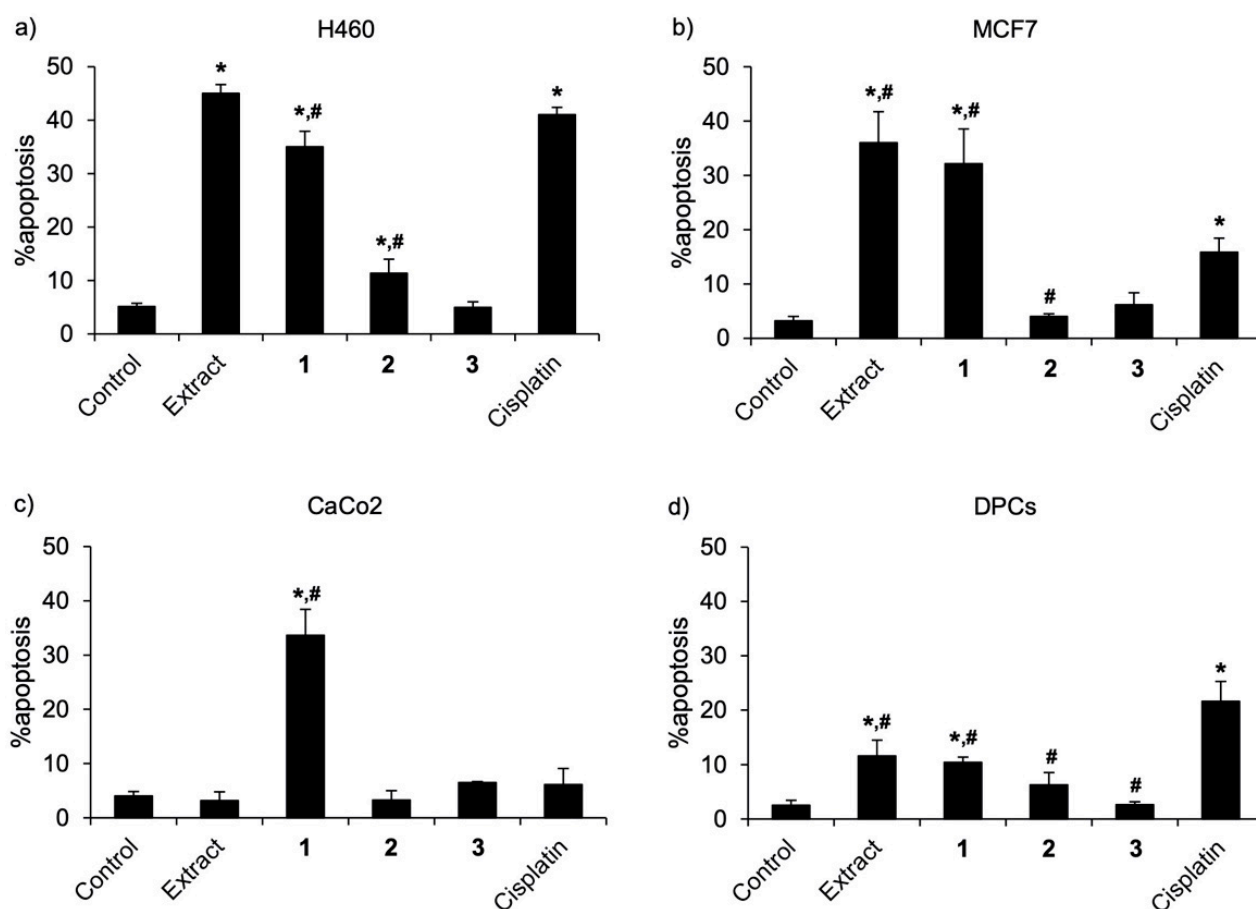 a) H460
%apoptosis
50
40
30
20
10
0
*
*,#
*,#
*
Control
Extract
1
2
3
Cisplatin
b) MCF7
%apoptosis
50
40
30
20
10
0
*,#
*,#
#
*
Control
Extract
1
2
3
Cisplatin
c) CaCo2
%apoptosis
50
40
30
20
10
0
*,#
Control
Extract
1
2
3
Cisplatin
d) DPCs
%apoptosis
50
40
30
20
10
0
*,#
*,#
#
#
*
Control
Extract
1
2
3
Cisplatin